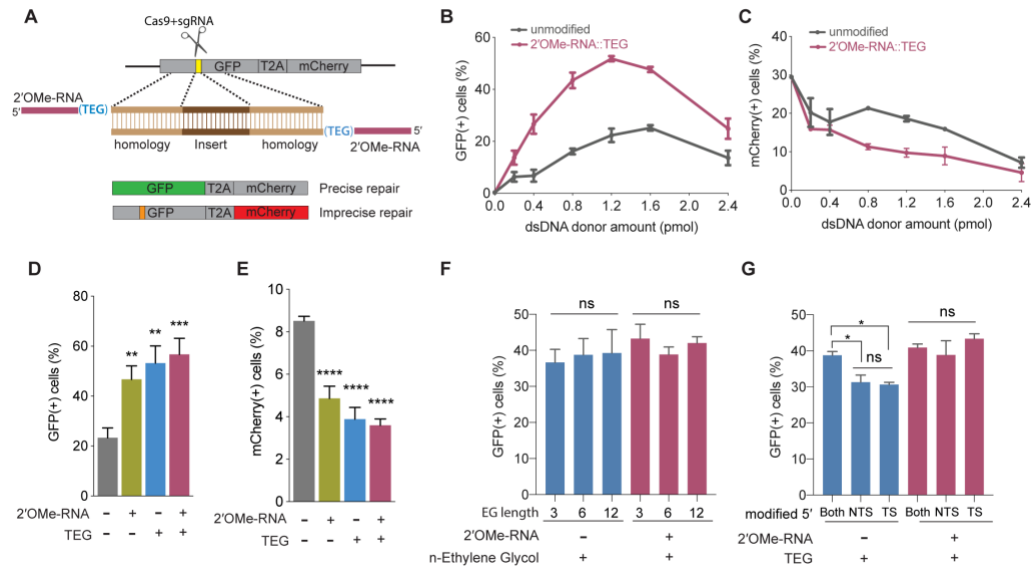 A
Cas9+sgRNA
GFP T2A mCherry
2'OMe-RNA
5' (TEG)
(TEG) 5'
homology Insert homology 2'OMe-RNA
GFP T2A mCherry Precise repair
GFP T2A mCherry Imprecise repair
B
unmodified
2'OMe-RNA::TEG
GFP(+) cells (%)
60
40
20
0
0.0 0.4 0.8 1.2 1.6 2.0 2.4
dsDNA donor amount (pmol)
C
unmodified
2'OMe-RNA::TEG
mCherry(+) cells (%)
40
30
20
10
0
0.0 0.4 0.8 1.2 1.6 2.0 2.4
dsDNA donor amount (pmol)
D
GFP(+) cells (%)
80
60
40
20
0
** ** ***
2'OMe-RNA − + − +
TEG − − + +
E
mCherry(+) cells (%)
10
8
6
4
2
0
**** **** ****
2'OMe-RNA − + − +
TEG − − + +
F
GFP(+) cells (%)
50
40
30
20
10
0
ns ns
EG length 3 6 12 3 6 12
2'OMe-RNA − +
n-Ethylene Glycol + +
G
GFP(+) cells (%)
50
40
30
20
10
0
* * ns ns
modified 5' Both NTS TS Both NTS TS
2'OMe-RNA − +
TEG + +